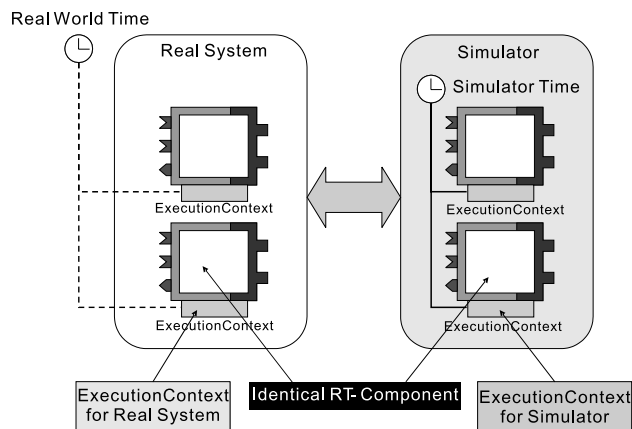 Real World Time
Real System
Simulator
Simulator Time
ExecutionContext
ExecutionContext
ExecutionContext
ExecutionContext
ExecutionContext
for Real System
Identical RT-Component
ExecutionContext
for Simulator